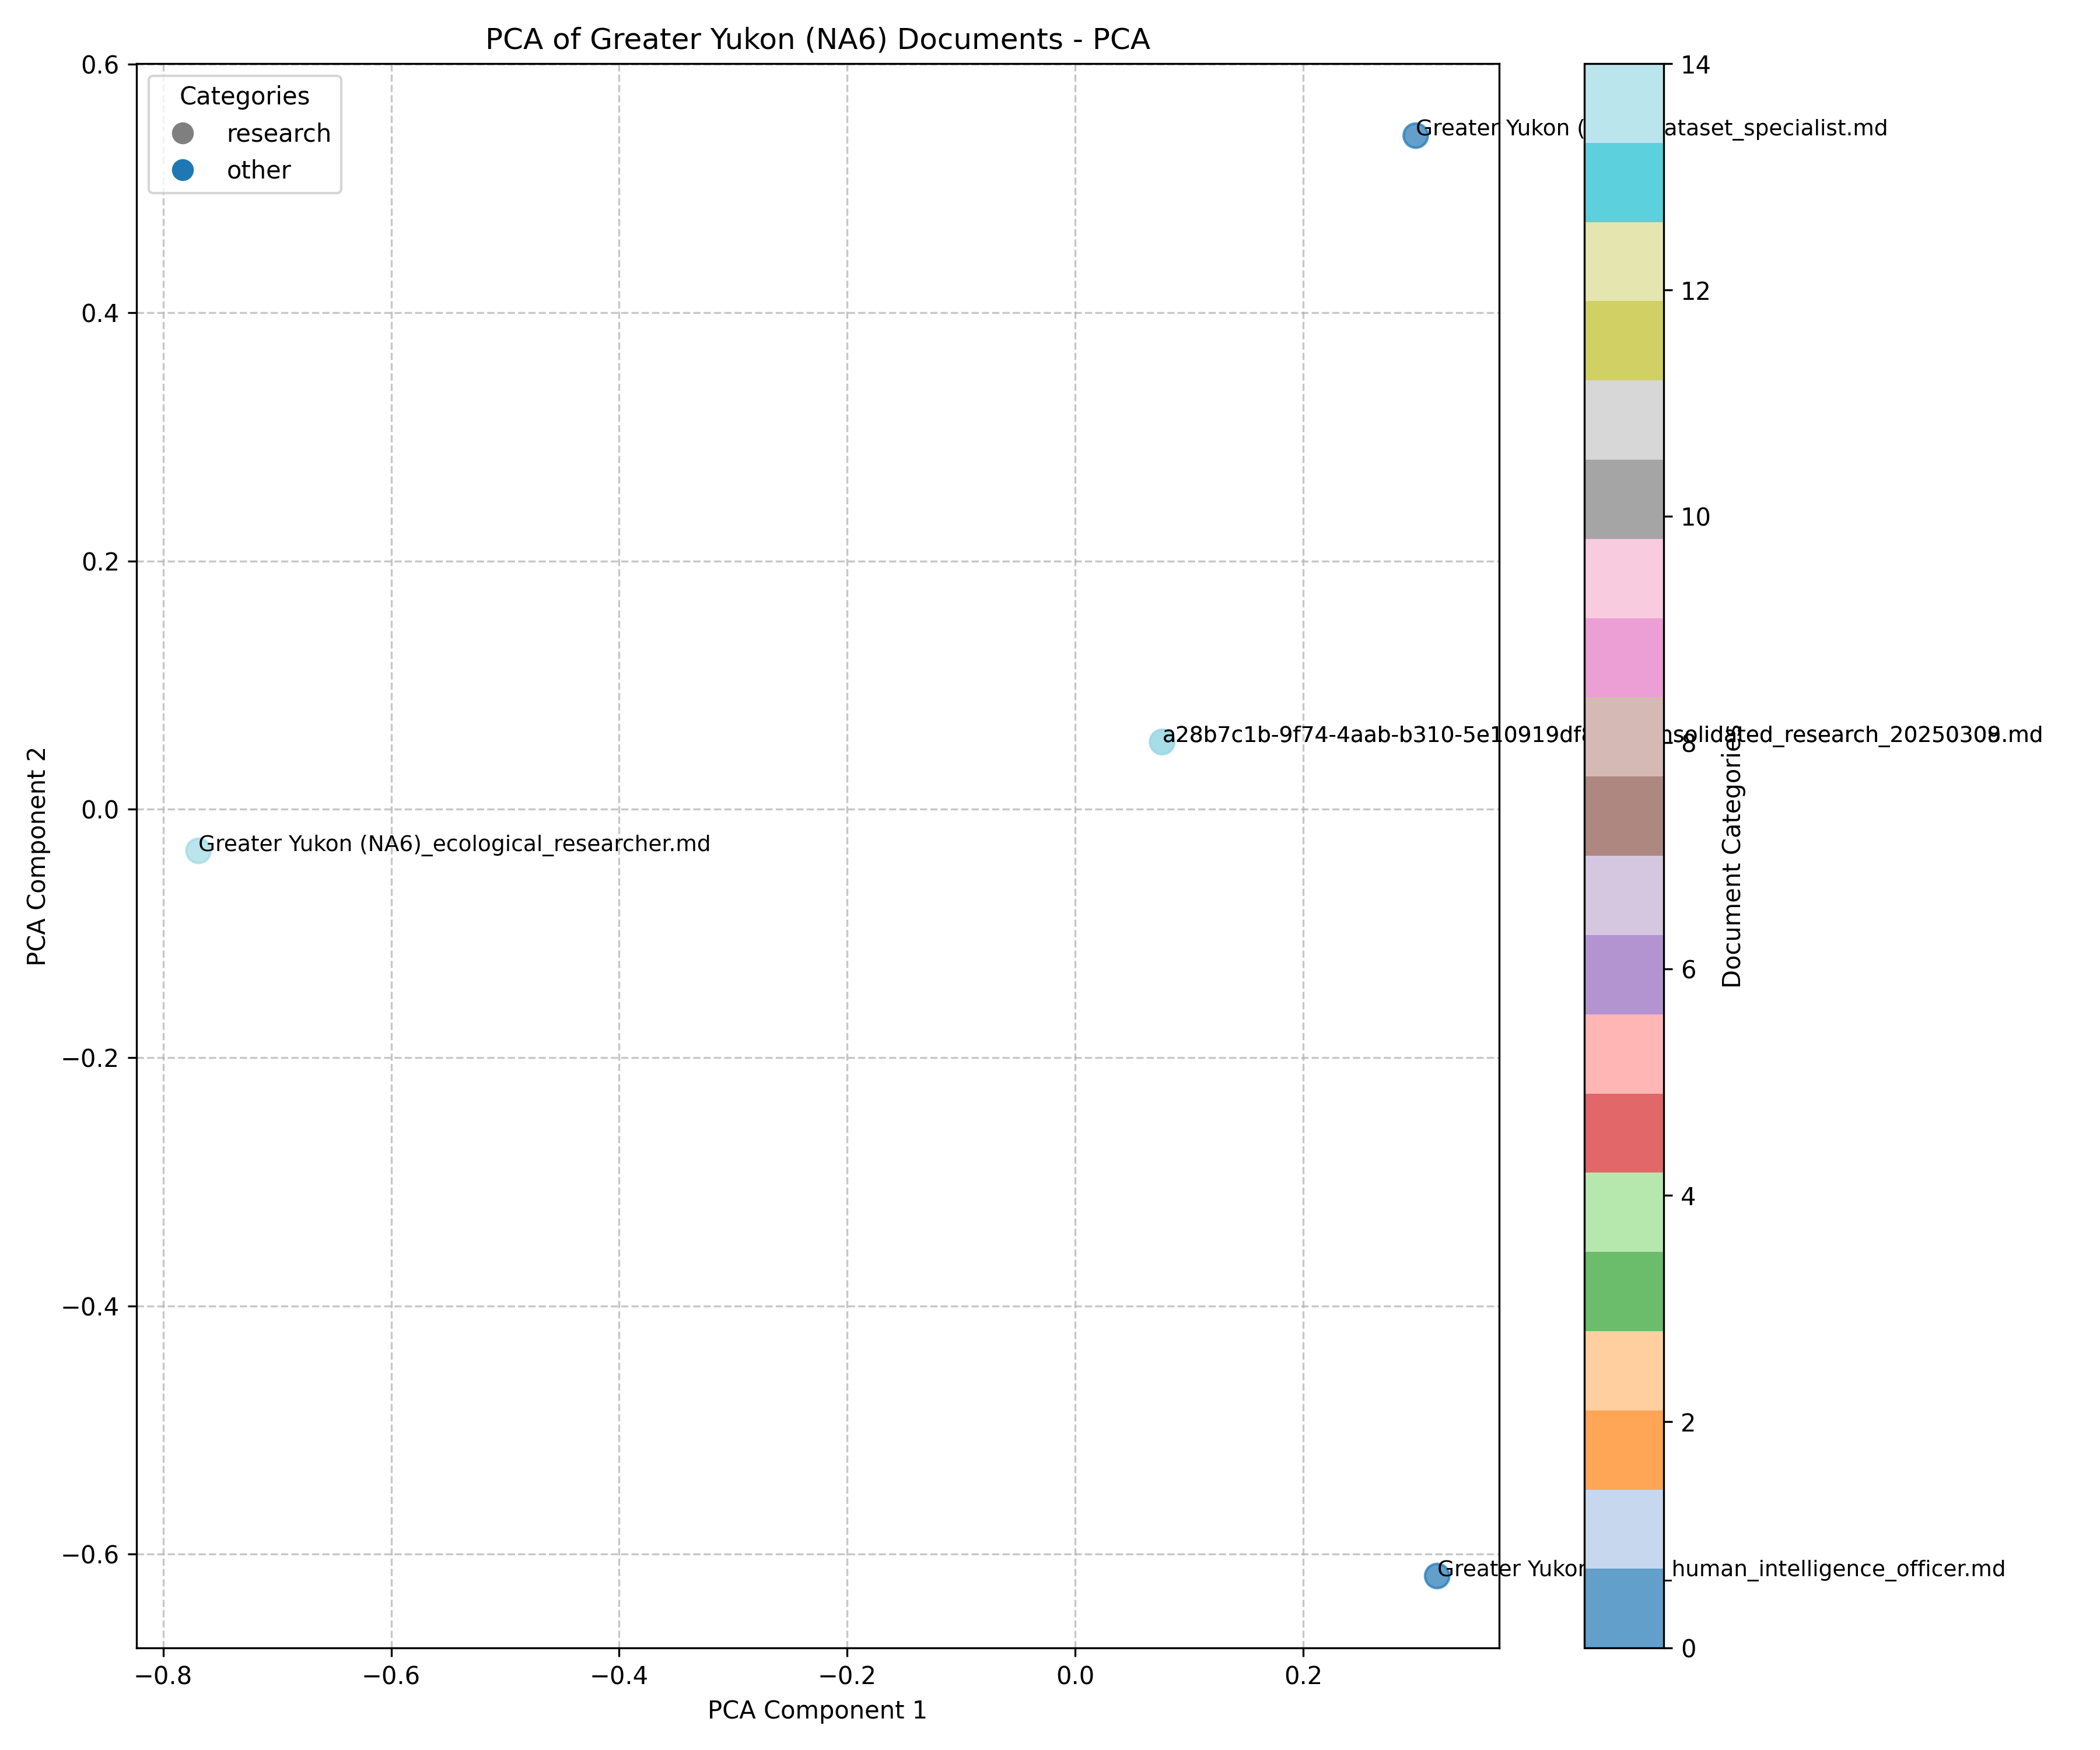 PCA of Greater Yukon (NA6) Documents - PCA
Categories
research
other
0.6
0.4
0.2
0.0
−0.2
−0.4
−0.6
PCA Component 2
Greater Yukon ( ataset_specialist.md
a28b7c1b-9f74-4aab-b310-5e10919df nsolidated_research_2025030 .md
Greater Yukon (NA6)_ecological_researcher.md
Greater Yukon _human_intelligence_officer.md
−0.8
−0.6
−0.4
−0.2
0.0
0.2
PCA Component 1
14
12
10
8
6
4
2
0
Document Categories